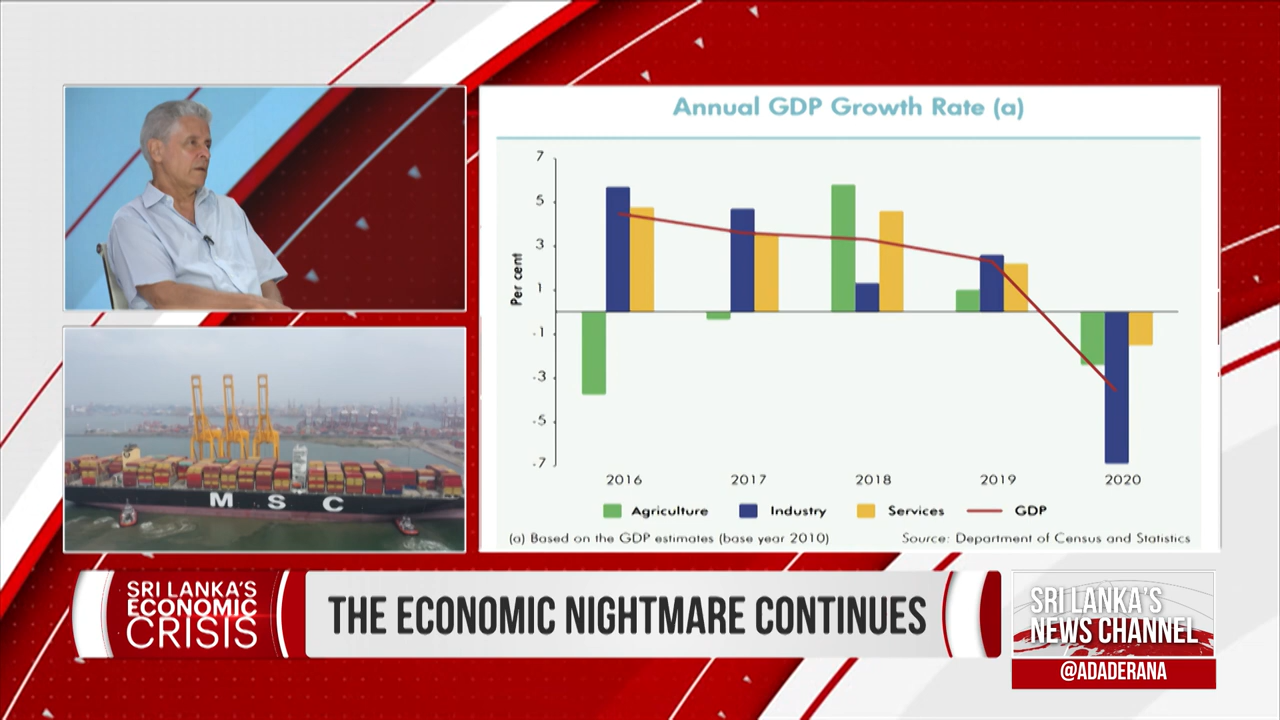 Annual GDP Growth Rate (a)
7
5
3
1
-1
-3
-5
-7
Per cent
2016 2017 2018 2019 2020
Agriculture Industry Services GDP
(a) Based on the GDP estimates (base year 2010) Source: Department of Census and Statistics
M S C
SRI LANKA'S
ECONOMIC
CRISIS
THE ECONOMIC NIGHTMARE CONTINUES
SRI LANKA'S
NEWS CHANNEL
@ADADERANA